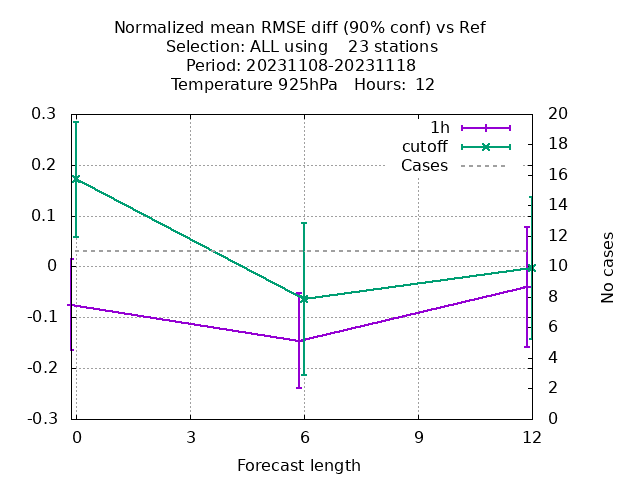 Normalized mean RMSE diff (90% conf) vs Ref
Selection: ALL using    23 stations
Period: 20231108-20231118
Temperature 925hPa   Hours:  12
0.3
0.2
0.1
0
-0.1
-0.2
-0.3
20
18
16
14
12
10
8
6
4
2
0
1h
cutoff
Cases
No cases
0 3 6 9 12
Forecast length